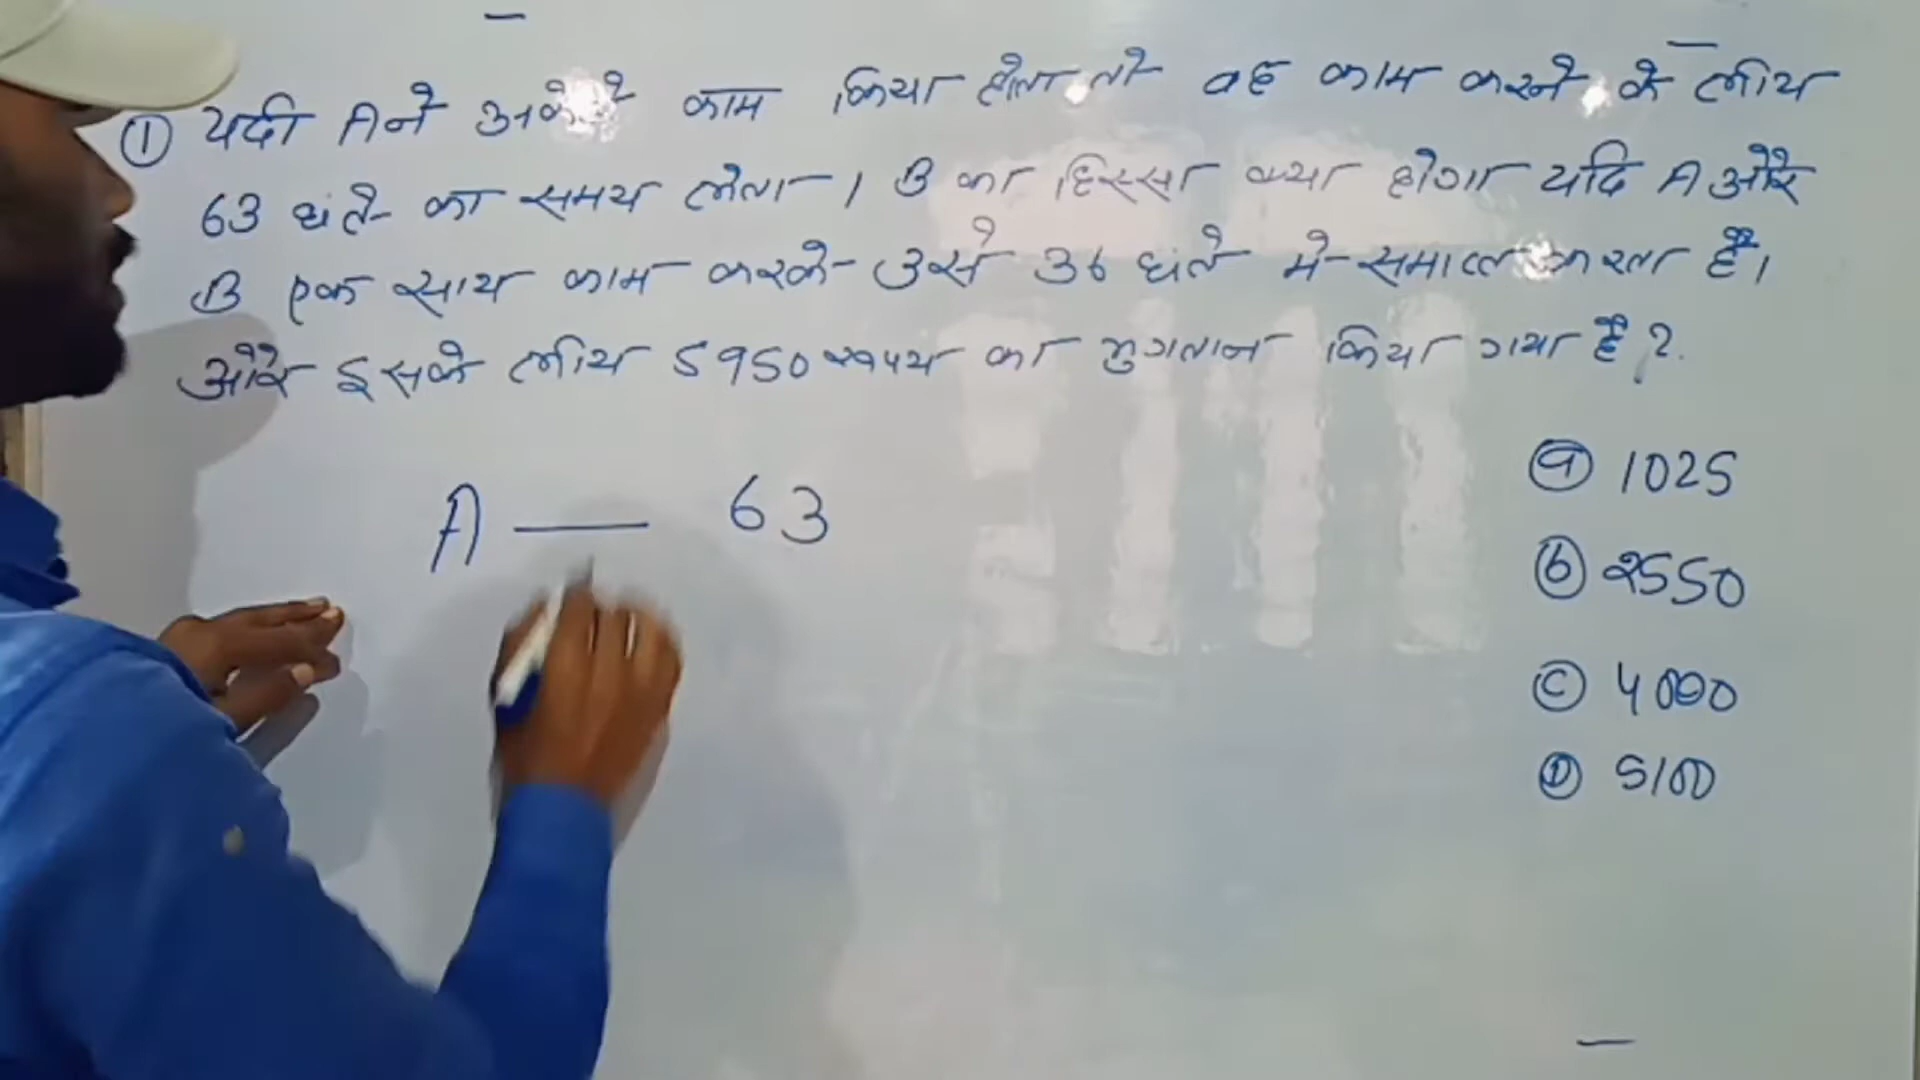 ① यदी A ने अकेले काम किया होता तो वह काम करने के लीय
63 घंते का समय लेता । B का हिस्सा क्या होगा यदि A और
B एक साथ काम करके उसे 36 घंते मे समाप्त करता है।
और इसके लीय 5950 रूपय का भुगतान किया गया है ?
A — 63
ⓐ 1025
ⓑ २550
ⓒ 4000
Ⓓ 5100